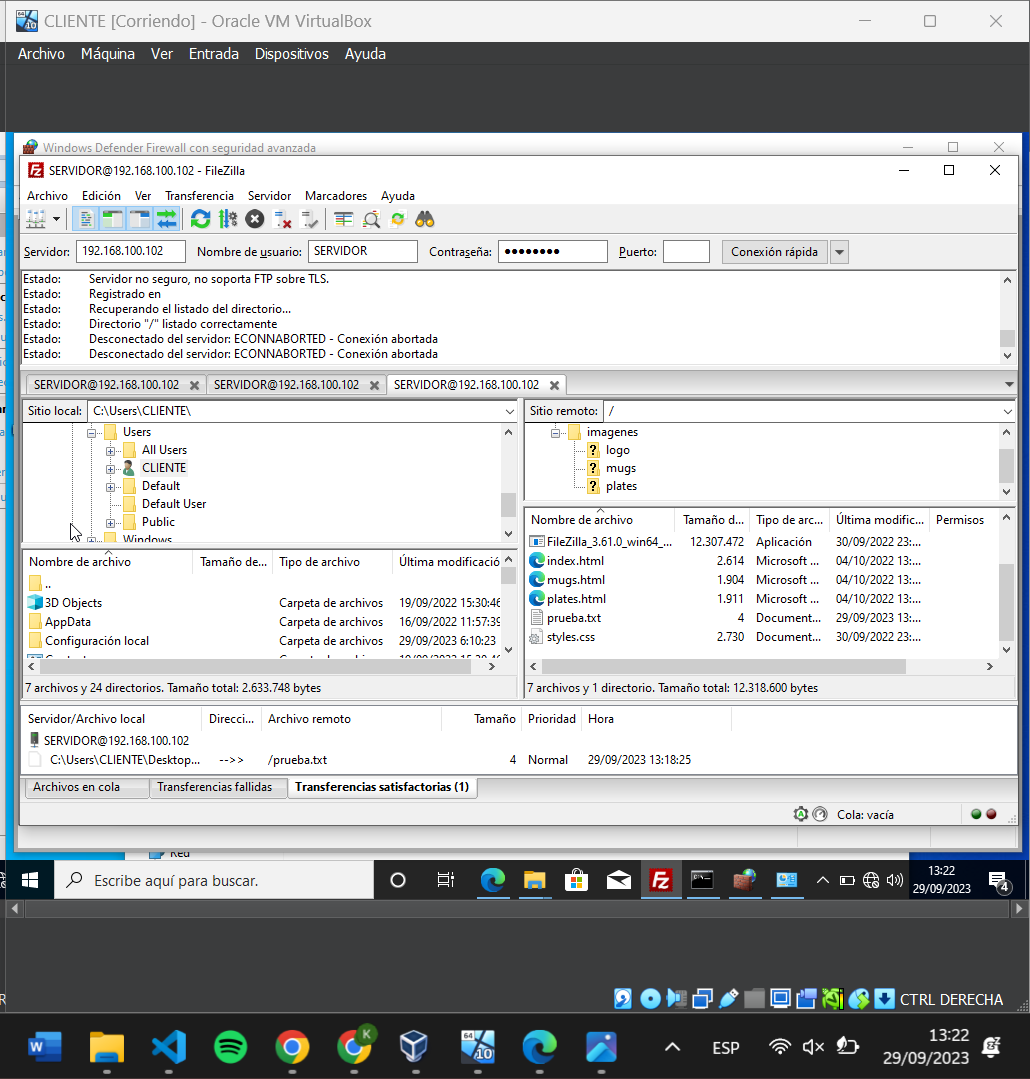 CLIENTE [Corriendo] - Oracle VM VirtualBox
Archivo Máquina Ver Entrada Dispositivos Ayuda
Windows Defender Firewall con seguridad avanzada
SERVIDOR@192.168.100.102 - FileZilla
Archivo Edición Ver Transferencia Servidor Marcadores Ayuda
Servidor: 192.168.100.102 Nombre de usuario: SERVIDOR Contraseña: ●●●●●●●● Puerto: Conexión rápida
Estado: Servidor no seguro, no soporta FTP sobre TLS.
Estado: Registrado en
Estado: Recuperando el listado del directorio...
Estado: Directorio "/" listado correctamente
Estado: Desconectado del servidor: ECONNABORTED - Conexión abortada
Estado: Desconectado del servidor: ECONNABORTED - Conexión abortada
SERVIDOR@192.168.100.102 SERVIDOR@192.168.100.102 SERVIDOR@192.168.100.102
Sitio local: C:\Users\CLIENTE\
Users
All Users
CLIENTE
Default
Default User
Public
Windows
Nombre de archivo Tamaño de... Tipo de archivo Última modificació
..
3D Objects Carpeta de archivos 19/09/2022 15:30:46
AppData Carpeta de archivos 16/09/2022 11:57:39
Configuración local Carpeta de archivos 29/09/2023 6:10:23
7 archivos y 24 directorios. Tamaño total: 2.633.748 bytes
Sitio remoto: /
imagenes
logo
mugs
plates
Nombre de archivo Tamaño d... Tipo de arc... Última modific... Permisos
FileZilla_3.61.0_win64_... 12.307.472 Aplicación 30/09/2022 23:...
index.html 2.614 Microsoft ... 04/10/2022 13:...
mugs.html 1.904 Microsoft ... 04/10/2022 13:...
plates.html 1.911 Microsoft ... 04/10/2022 13:...
prueba.txt 4 Document... 29/09/2023 13:...
styles.css 2.730 Document... 30/09/2022 23:...
7 archivos y 1 directorio. Tamaño total: 12.318.600 bytes
Servidor/Archivo local Direcci... Archivo remoto Tamaño Prioridad Hora
SERVIDOR@192.168.100.102
C:\Users\CLIENTE\Desktop... -->> /prueba.txt 4 Normal 29/09/2023 13:18:25
Archivos en cola Transferencias fallidas Transferencias satisfactorias (1)
Cola: vacía
Red
Escribe aquí para buscar.
13:22
29/09/2023
4
CTRL DERECHA
ESP
13:22
29/09/2023